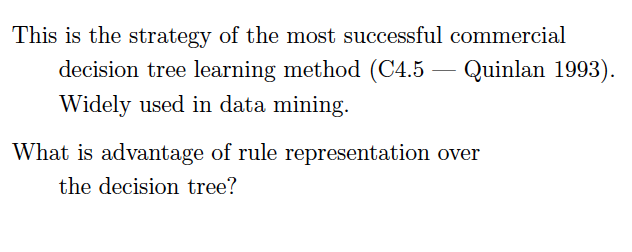 This is the strategy of the most successful commercial
decision tree learning method (C4.5 — Quinlan 1993).
Widely used in data mining.
What is advantage of rule representation over
the decision tree?